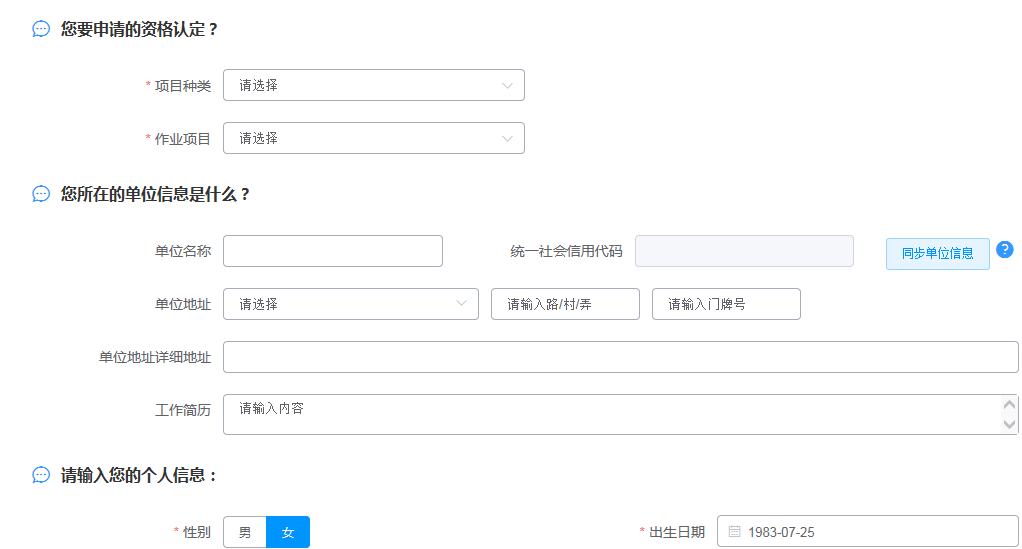 您要申请的资格认定？
* 项目种类 请选择
* 作业项目 请选择
您所在的单位信息是什么？
单位名称 统一社会信用代码 同步单位信息 ?
单位地址 请选择 请输入路/村/弄 请输入门牌号
单位地址详细地址
工作简历 请输入内容
请输入您的个人信息：
* 性别 男 女 * 出生日期 1983-07-25